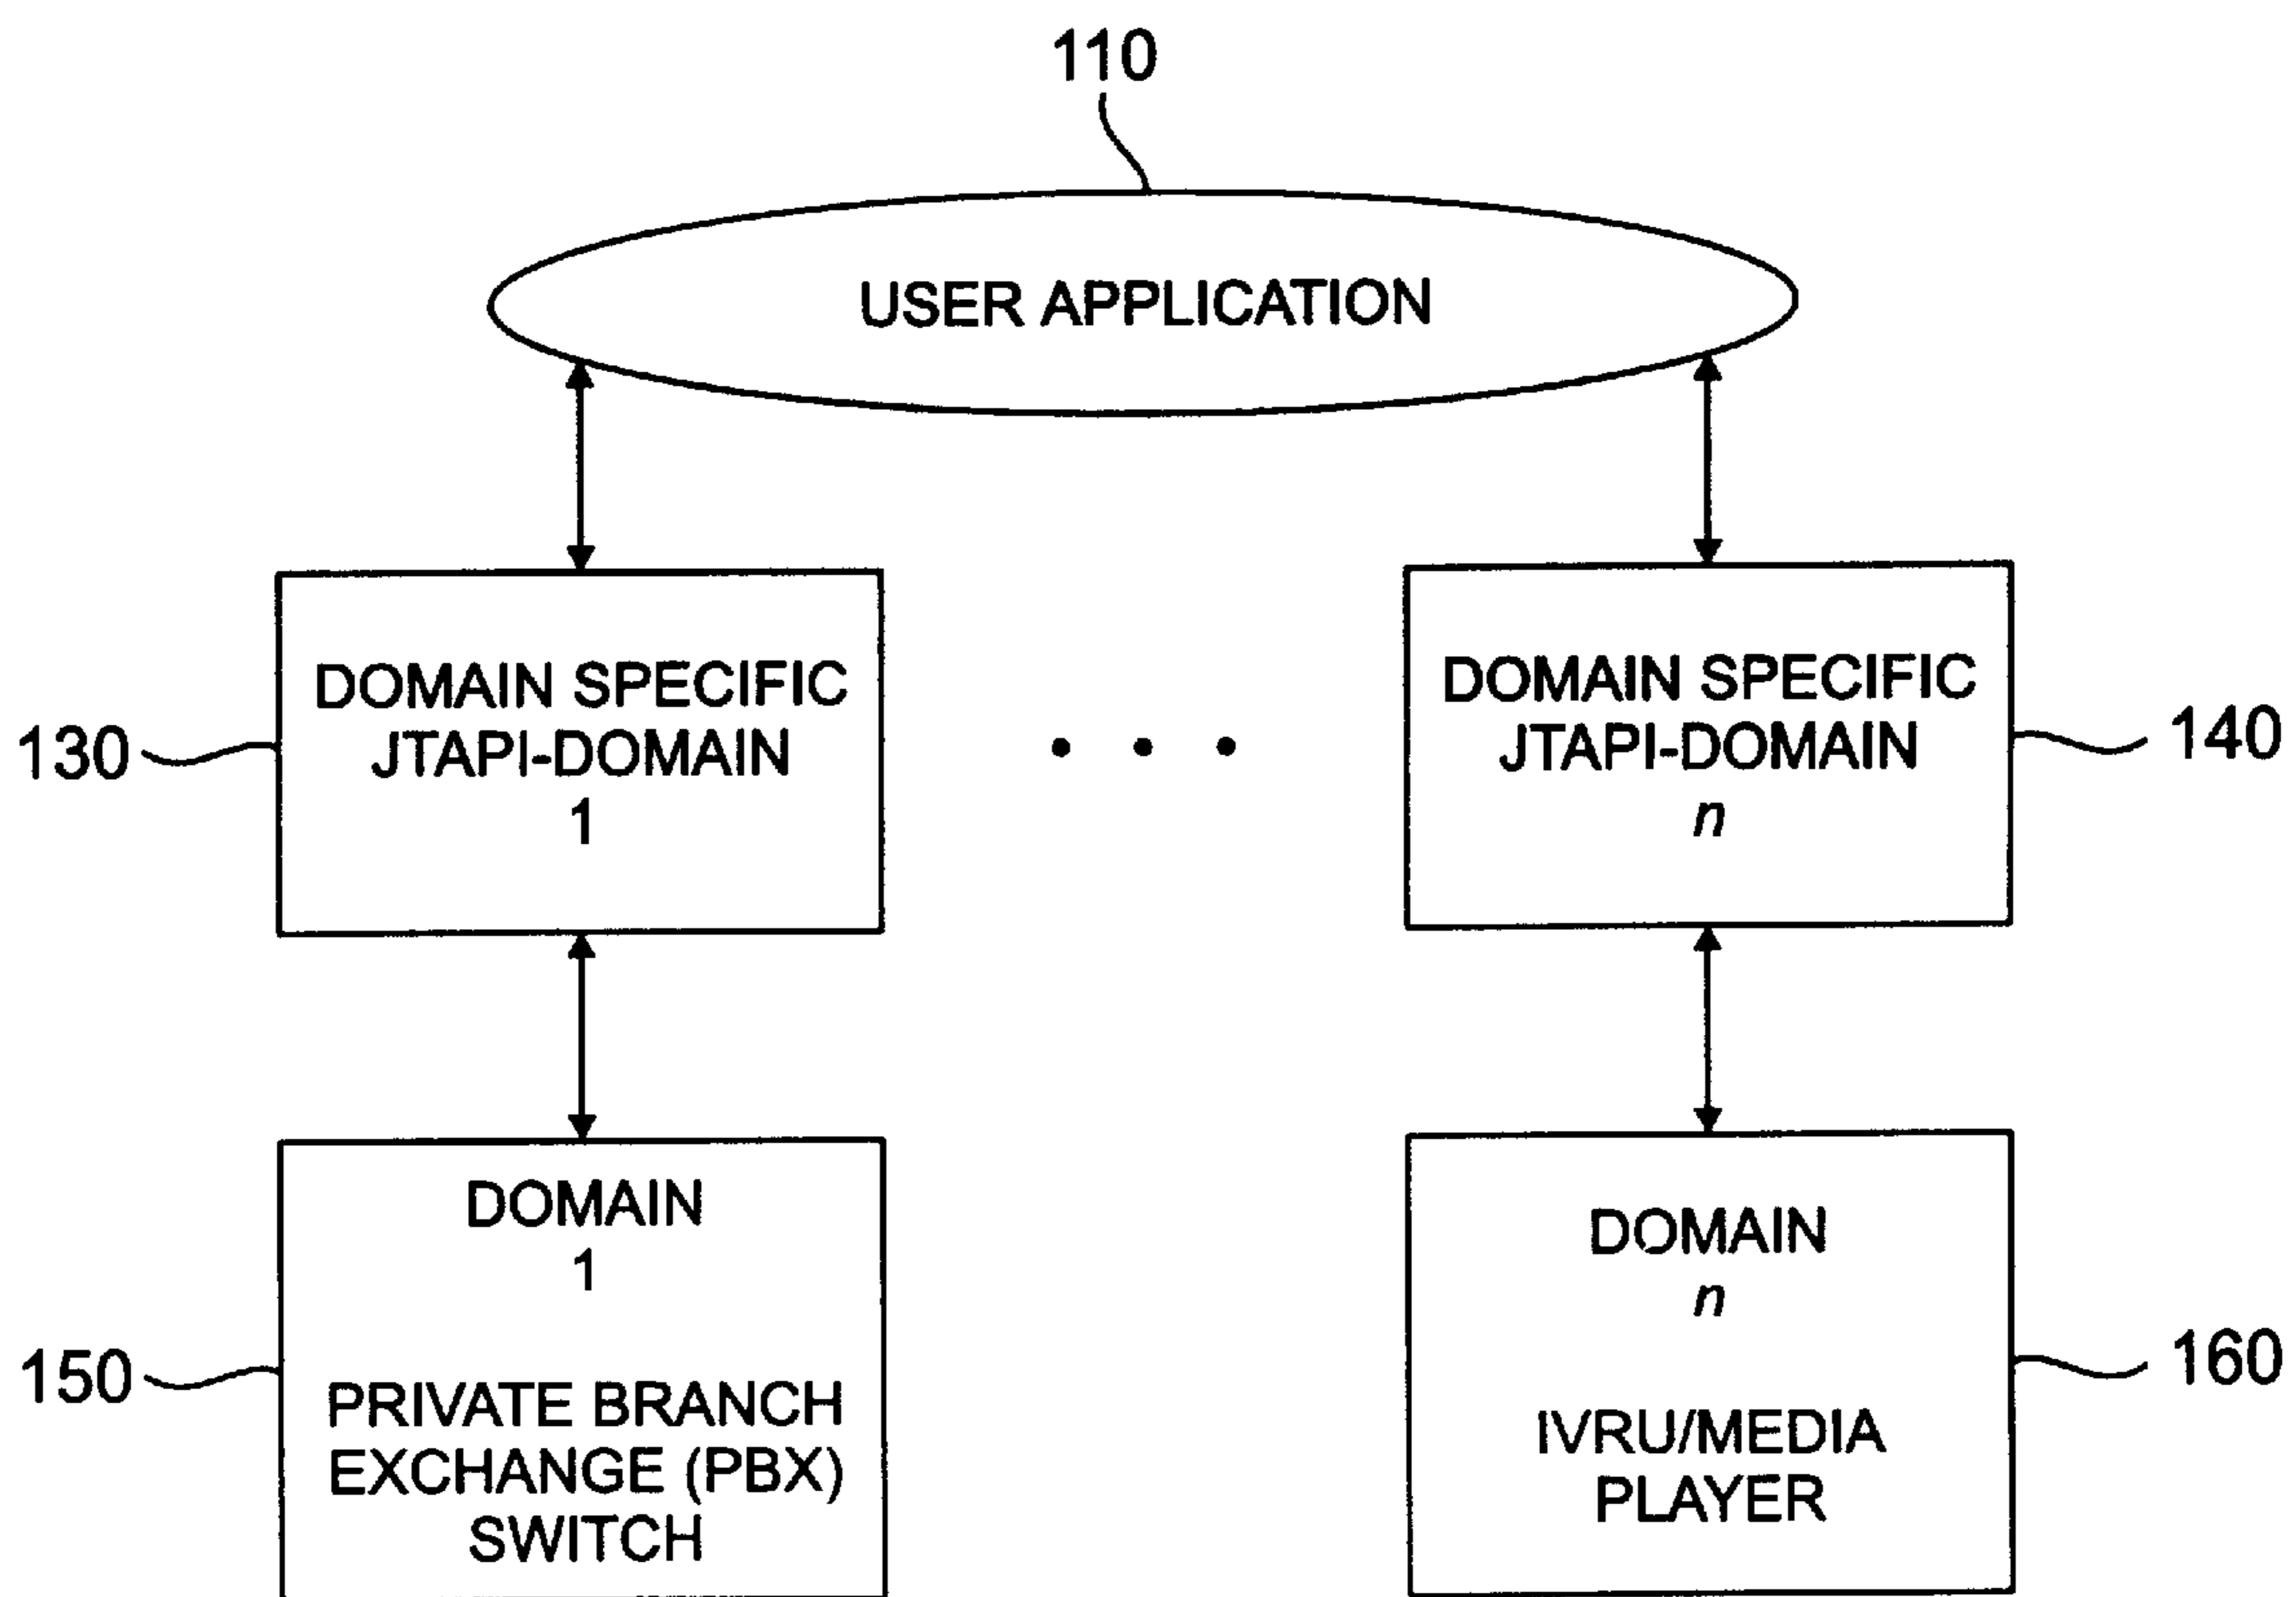 110
USER APPLICATION
DOMAIN SPECIFIC
JTAPI-DOMAIN
1
130
DOMAIN SPECIFIC
JTAPI-DOMAIN
n
140
DOMAIN
1
PRIVATE BRANCH
EXCHANGE (PBX)
SWITCH
150
DOMAIN
n
IVRU/MEDIA
PLAYER
160